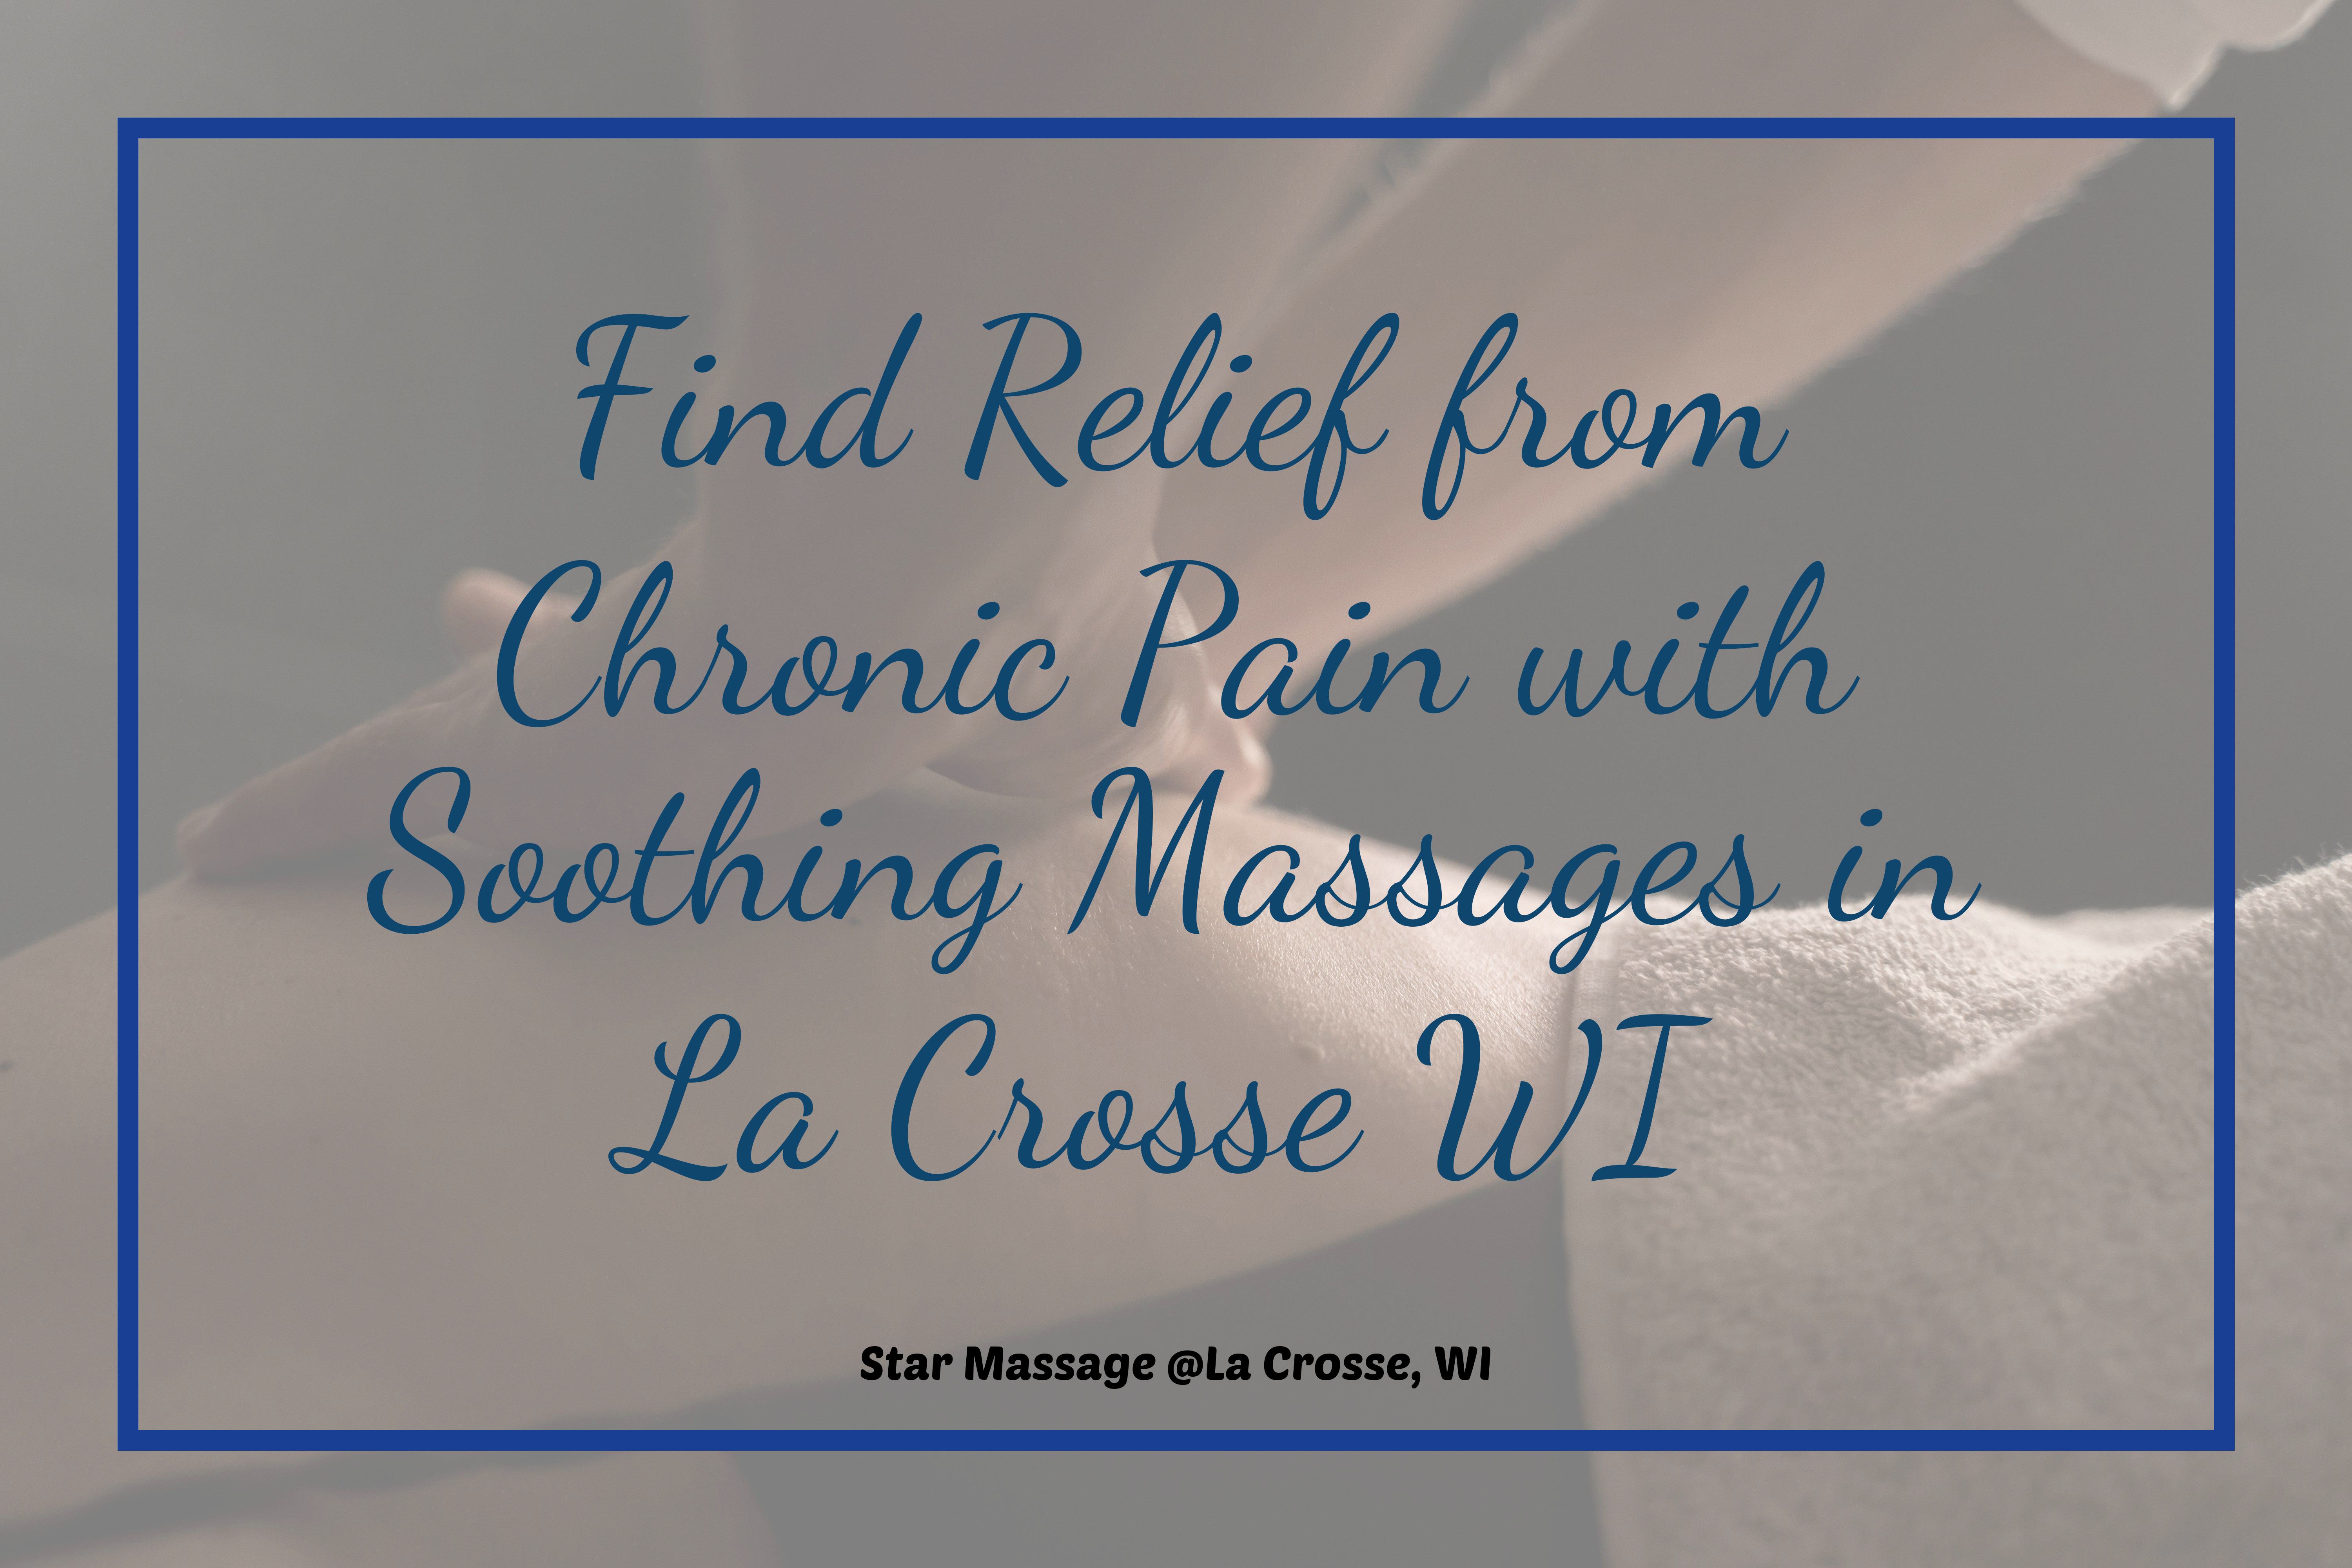 Find Relief from
Chronic Pain with
Soothing Massages in
La Crosse WI
Star Massage @La Crosse, WI